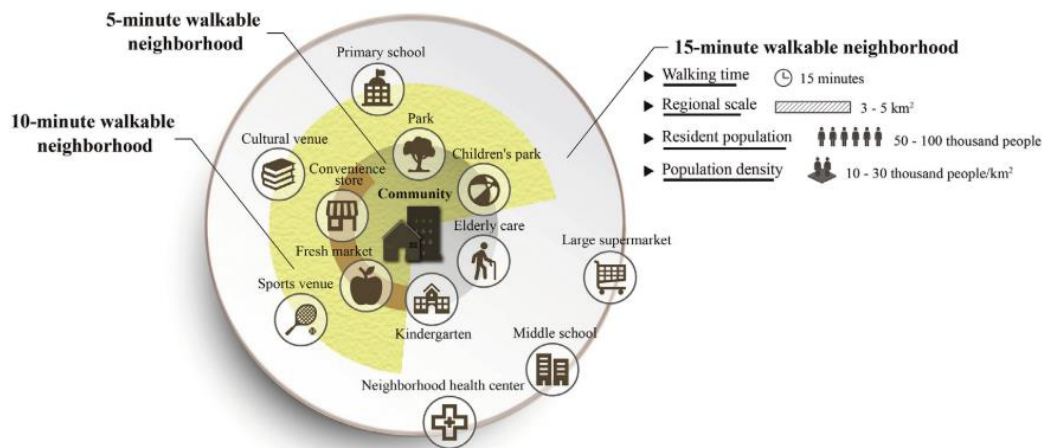 5-minute walkable
neighborhood
15-minute walkable neighborhood
Walking time
15 minutes
Regional scale
3 - 5 km²
Resident population
50 - 100 thousand people
Population density
10 - 30 thousand people/km²
10-minute walkable
neighborhood
Primary school
Park
Cultural venue
Convenience
store
Children's park
Community
Elderly care
Fresh market
Large supermarket
Sports venue
Kindergarten
Middle school
Neighborhood health center